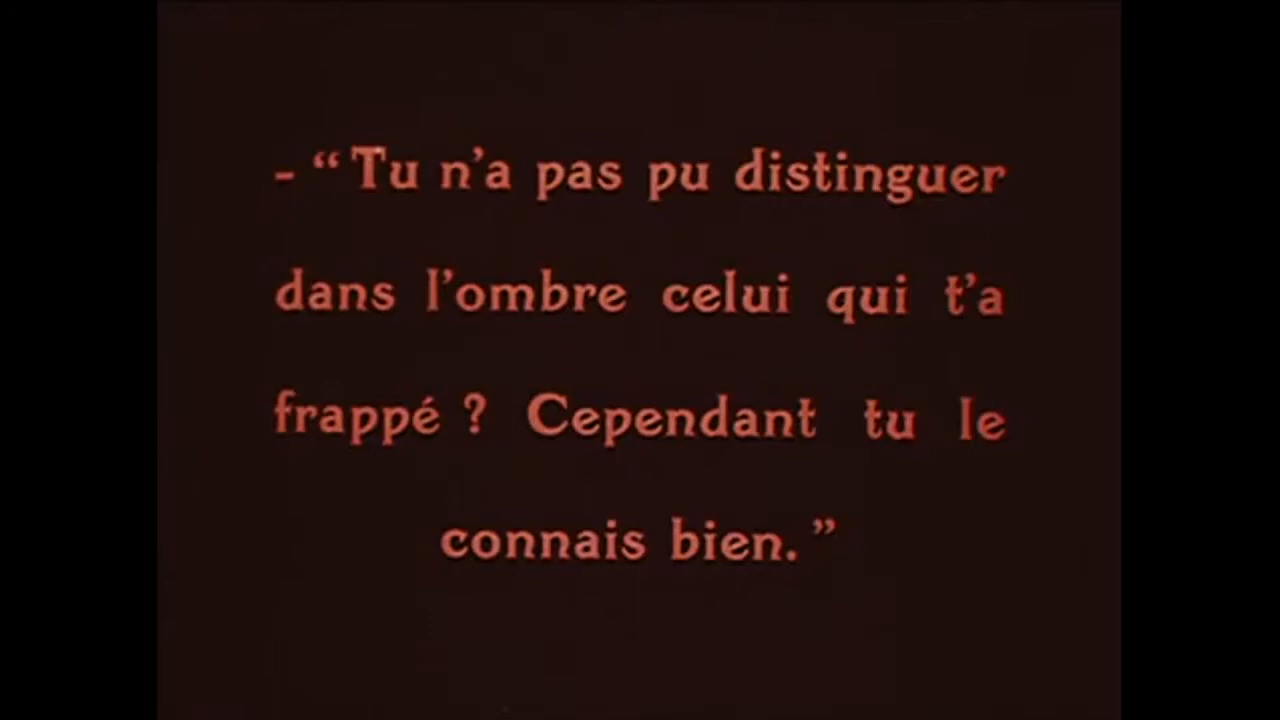 - “ Tu n’a pas pu distinguer
dans l’ombre celui qui t’a
frappé ? Cependant tu le
connais bien. ”